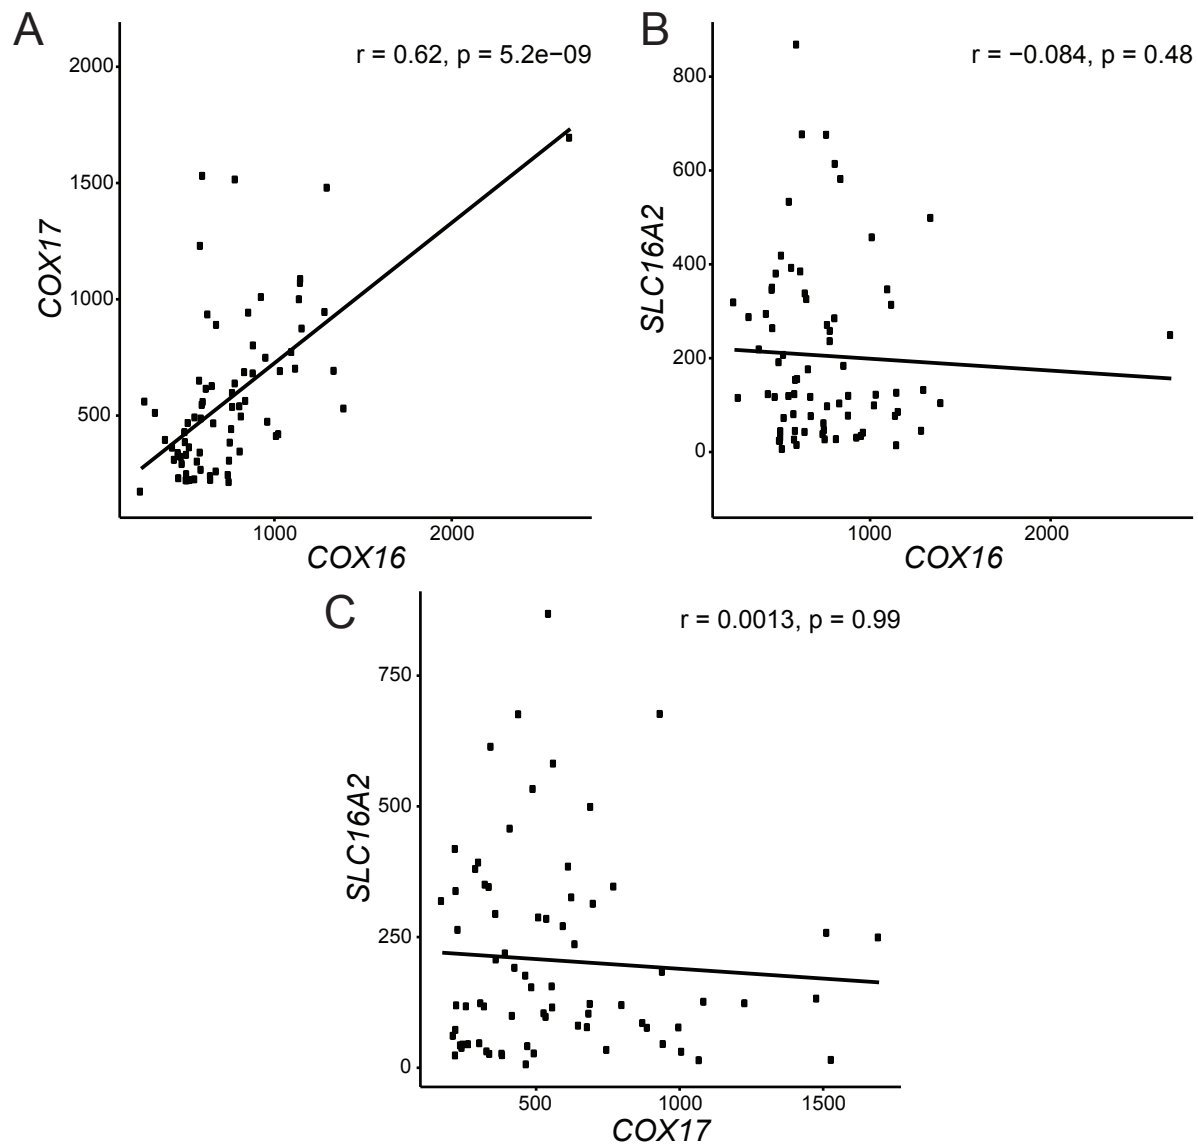 A
r = 0.62, p = 5.2e−09
2000
1500
1000
500
COX17
1000 2000
COX16
B
r = −0.084, p = 0.48
800
600
400
200
0
SLC16A2
1000 2000
COX16
C
r = 0.0013, p = 0.99
750
500
250
0
SLC16A2
500 1000 1500
COX17